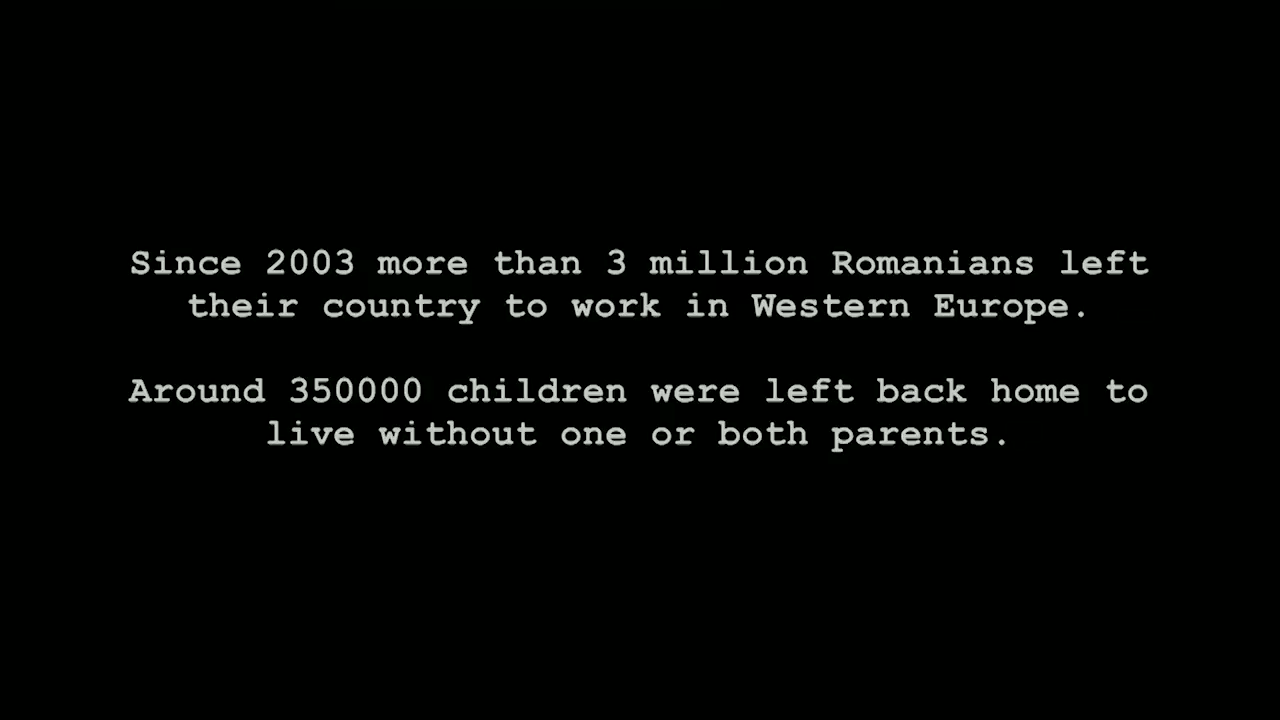 Since 2003 more than 3 million Romanians left
their country to work in Western Europe.
Around 350000 children were left back home to
live without one or both parents.